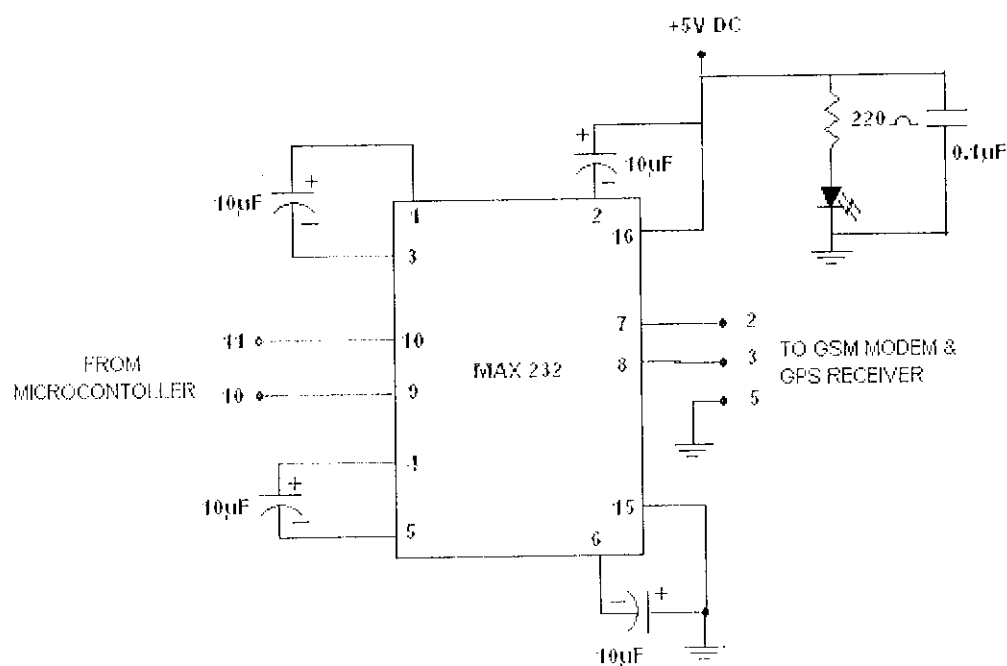 +5V DC
220
0.1µF
+
10µF
−
+
10µF
−
1
2
16
3
11
10
7
2
FROM
MICROCONTOLLER
MAX 232
8
3
TO GSM MODEM &
GPS RECEIVER
10
9
5
4
+
10µF
−
5
15
6
−
+
10µF